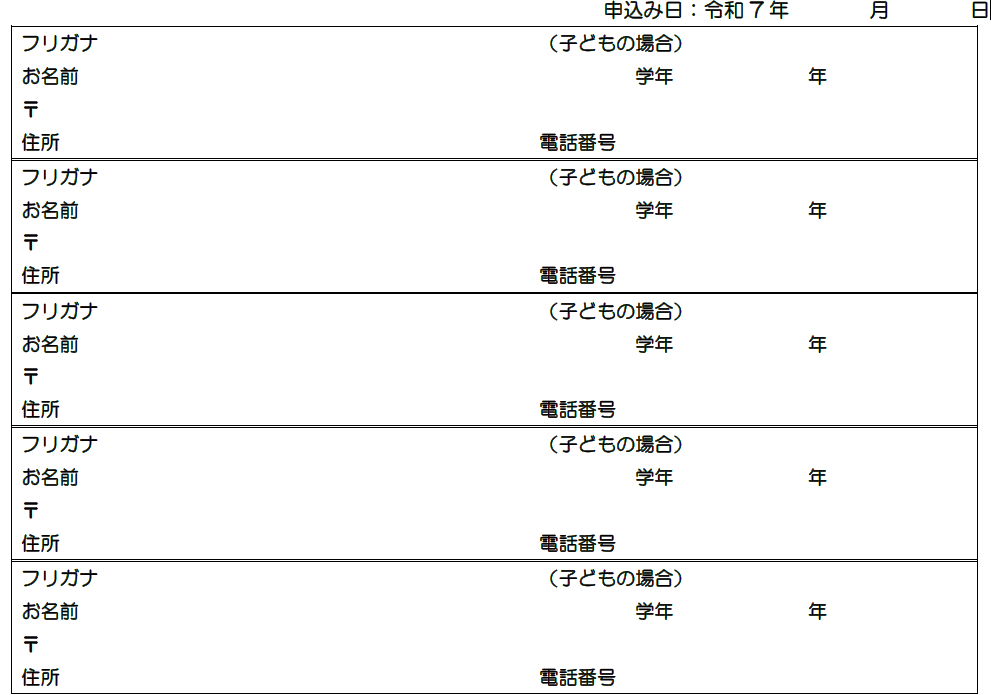 申込み日：令和７年　　　　月　　　　日
フリガナ　　　　　　　　　　（子どもの場合）
お名前　　　　　　　　　　　　　学年　　　　　　　年
〒
住所　　　　　　　　　　　　電話番号
フリガナ　　　　　　　　　　（子どもの場合）
お名前　　　　　　　　　　　　　学年　　　　　　　年
〒
住所　　　　　　　　　　　　電話番号
フリガナ　　　　　　　　　　（子どもの場合）
お名前　　　　　　　　　　　　　学年　　　　　　　年
〒
住所　　　　　　　　　　　　電話番号
フリガナ　　　　　　　　　　（子どもの場合）
お名前　　　　　　　　　　　　　学年　　　　　　　年
〒
住所　　　　　　　　　　　　電話番号
フリガナ　　　　　　　　　　（子どもの場合）
お名前　　　　　　　　　　　　　学年　　　　　　　年
〒
住所　　　　　　　　　　　　電話番号